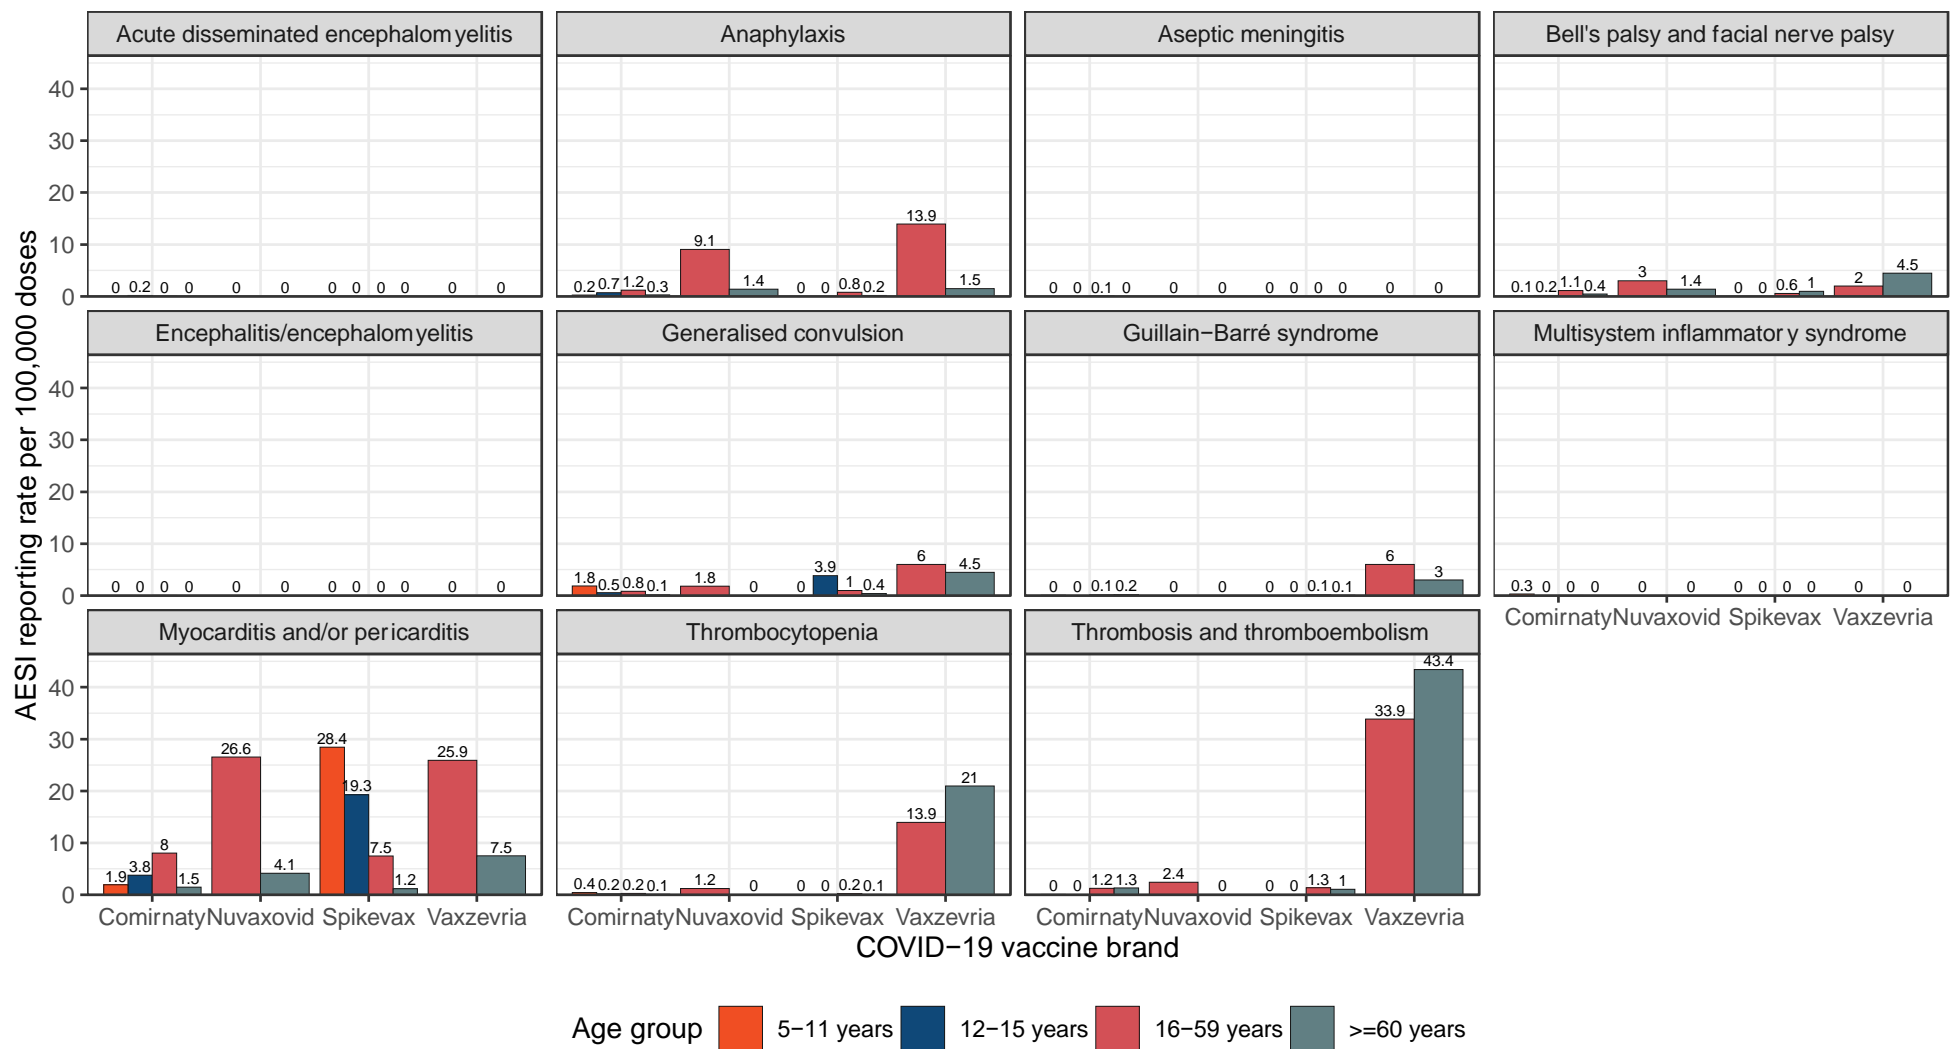 Acute disseminated encephalomyelitis Anaphylaxis Aseptic meningitis Bell's palsy and facial nerve palsy
40
30
20
10
0
0 0.2 0 0 0 0 0 0 0 0 0 0
0.2 0.7 1.2 0.3 9.1 1.4 0 0 0.8 0.2 13.9 1.5
0 0 0.1 0 0 0 0 0 0 0 0 0
0.1 0.2 1.1 0.4 3 1.4 0 0 0.6 1 2 4.5
Encephalitis/encephalomyelitis Generalised convulsion Guillain−Barré syndrome Multisystem inflammatory syndrome
40
30
20
10
0
0 0 0 0 0 0 0 0 0 0 0 0
1.8 0.5 0.8 0.1 1.8 0 0 3.9 1 0.4 6 4.5
0 0 0.1 0.2 0 0 0 0 0.1 0.1 6 3
0.3 0 0 0 0 0 0 0 0 0 0 0
Comirnaty Nuvaxovid Spikevax Vaxzevria
Myocarditis and/or pericarditis Thrombocytopenia Thrombosis and thromboembolism
40
30
20
10
0
1.9 3.8 8 1.5 26.6 4.1 28.4 19.3 7.5 1.2 25.9 7.5
0.4 0.2 0.2 0.1 1.2 0 0 0 0.2 0.1 13.9 21
0 0 1.2 1.3 2.4 0 0 0 1.3 1 33.9 43.4
Comirnaty Nuvaxovid Spikevax Vaxzevria Comirnaty Nuvaxovid Spikevax Vaxzevria Comirnaty Nuvaxovid Spikevax Vaxzevria
AESI reporting rate per 100,000 doses
COVID−19 vaccine brand
Age group 5−11 years 12−15 years 16−59 years >=60 years